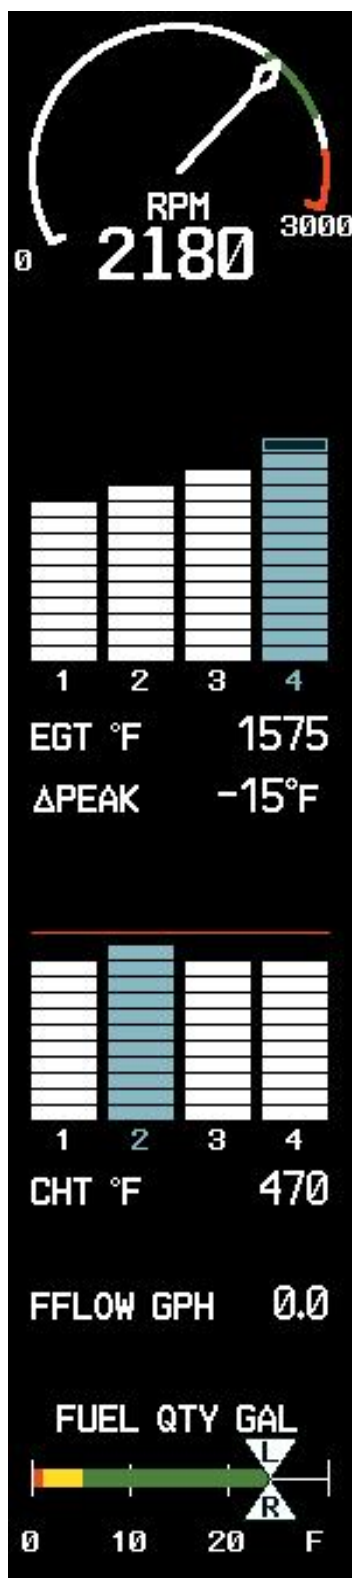 RPM
2180
0 3000
1 2 3 4
EGT °F 1575
ΔPEAK -15°F
1 2 3 4
CHT °F 470
FFLOW GPH 0.0
FUEL QTY GAL
L
R
0 10 20 F